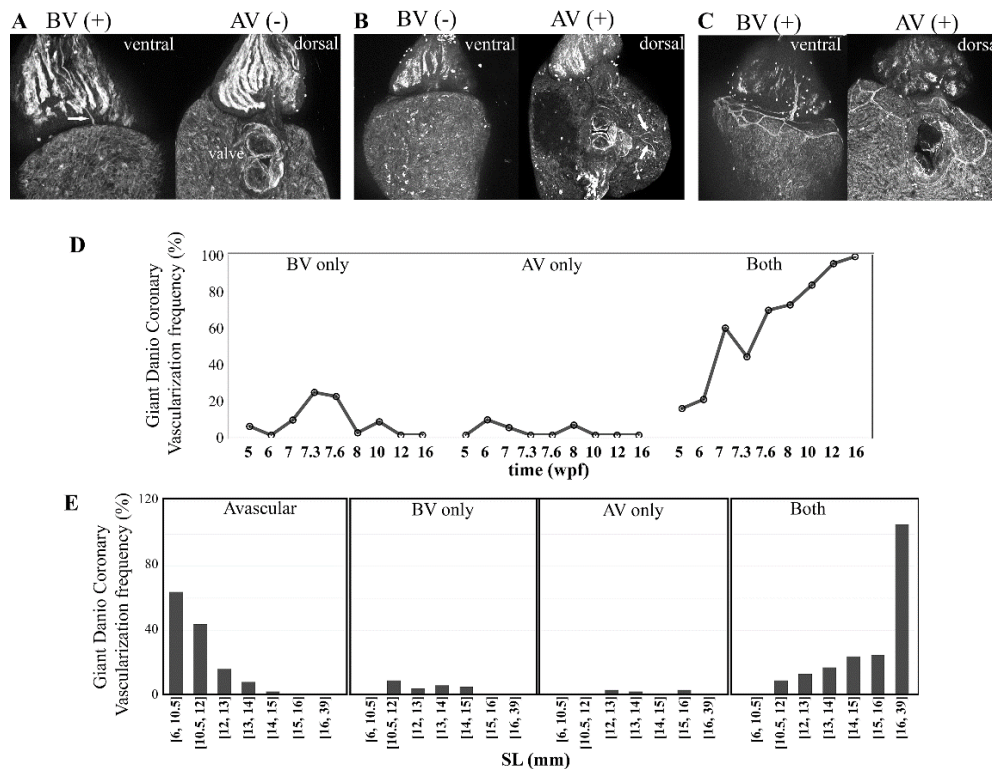 A BV (+) AV (-)
ventral dorsal
valve
B BV (-) AV (+)
ventral dorsal
C BV (+) AV (+)
ventral dorsal
D
Giant Danio Coronary
Vascularization frequency (%)
100
80
60
40
20
0
BV only AV only Both
5 6 7 7.3 7.6 8 10 12 16 5 6 7 7.3 7.6 8 10 12 16 5 6 7 7.3 7.6 8 10 12 16
time (wpf)
E
Giant Danio Coronary
Vascularization frequency (%)
120
80
40
0
Avascular BV only AV only Both
[6, 10.5] [10.5, 12] [12, 13] [13, 14] [14, 15] [15, 16] [16, 39] [6, 10.5] [10.5, 12] [12, 13] [13, 14] [14, 15] [15, 16] [16, 39] [6, 10.5] [10.5, 12] [12, 13] [13, 14] [14, 15] [15, 16] [16, 39] [6, 10.5] [10.5, 12] [12, 13] [13, 14] [14, 15] [15, 16] [16, 39]
SL (mm)